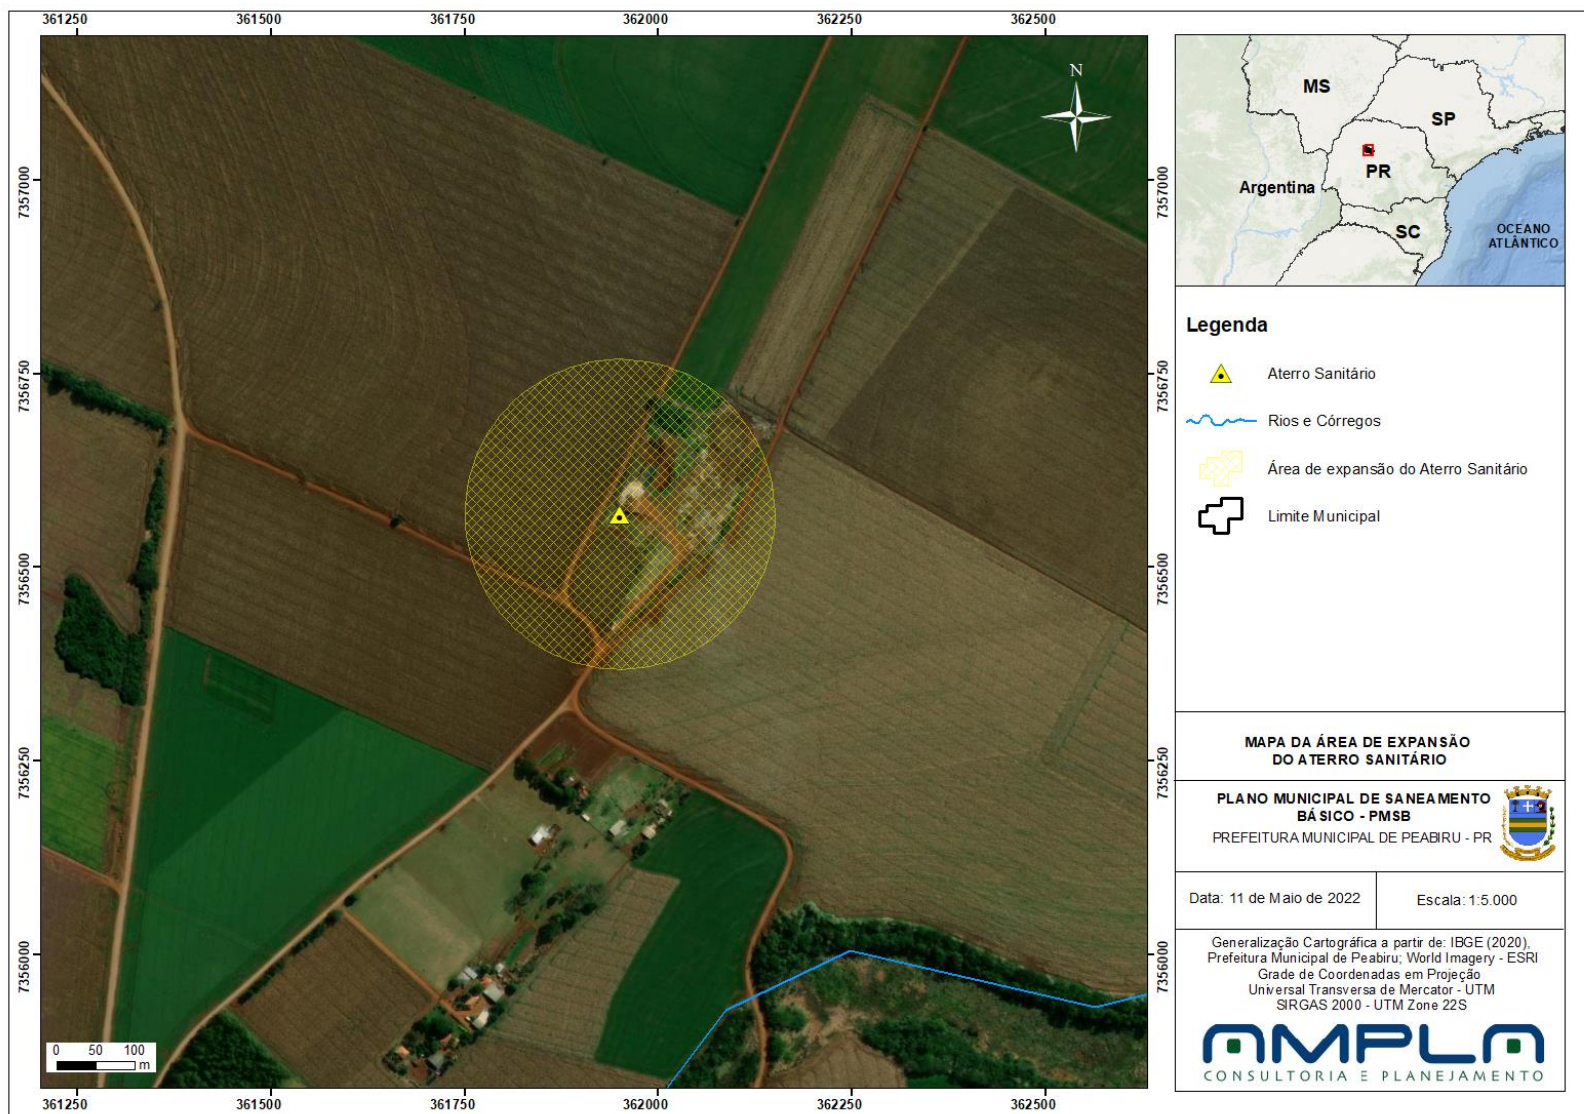 361250 361500 361750 362000 362250 362500
7357000
7356750
7356500
7356250
7356000
N
7357000
7356750
7356500
7356250
7356000
0 50 100
m
361250 361500 361750 362000 362250 362500
MS
SP
PR
Argentina
SC
OCEANO
ATLÂNTICO
Legenda
Aterro Sanitário
Rios e Córregos
Área de expansão do Aterro Sanitário
Limite Municipal
MAPA DA ÁREA DE EXPANSÃO
DO ATERRO SANITÁRIO
PLANO MUNICIPAL DE SANEAMENTO
BÁSICO - PMSB
PREFEITURA MUNICIPAL DE PEABIRU - PR
Data: 11 de Maio de 2022
Escala: 1:5.000
Generalização Cartográfica a partir de: IBGE (2020),
Prefeitura Municipal de Peabiru; World Imagery - ESRI
Grade de Coordenadas em Projeção
Universal Transversa de Mercator - UTM
SIRGAS 2000 - UTM Zone 22S
AMPLA
CONSULTORIA E PLANEJAMENTO